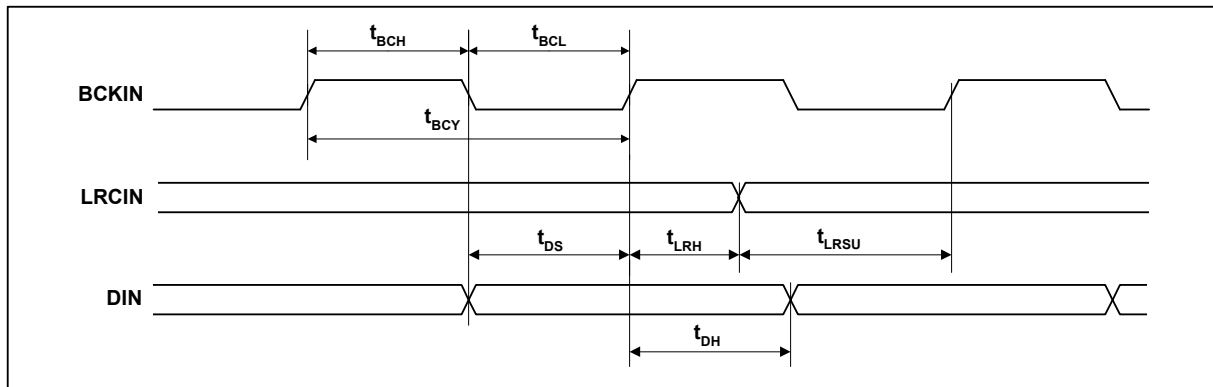 tBCH tBCL
BCKIN
tBCY
LRCIN
tDS tLRH tLRSU
DIN
tDH